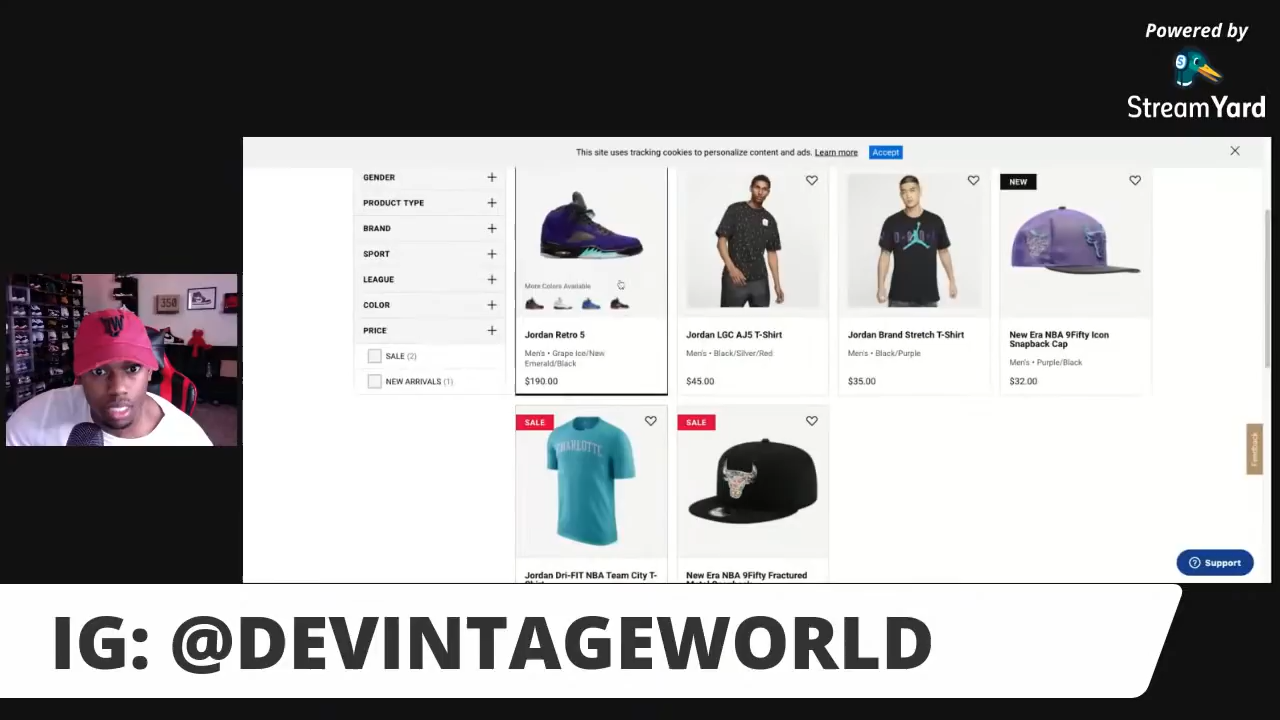 Powered by
StreamYard
This site uses tracking cookies to personalize content and ads. Learn more
Accept
GENDER
PRODUCT TYPE
BRAND
SPORT
LEAGUE
COLOR
PRICE
SALE (2)
NEW ARRIVALS (1)
More Colors Available
Jordan Retro 5
Men's • Grape Ice/New
Emerald/Black
$190.00
Jordan LGC AJ5 T-Shirt
Men's • Black/Silver/Red
$45.00
Jordan Brand Stretch T-Shirt
Men's • Black/Purple
$35.00
NEW
New Era NBA 9Fifty Icon
Snapback Cap
Men's • Purple/Black
$32.00
SALE
CHARLOTTE
Jordan Dri-FIT NBA Team City T-
SALE
New Era NBA 9Fifty Fractured
Feedback
Support
350
IG: @DEVINTAGEWORLD